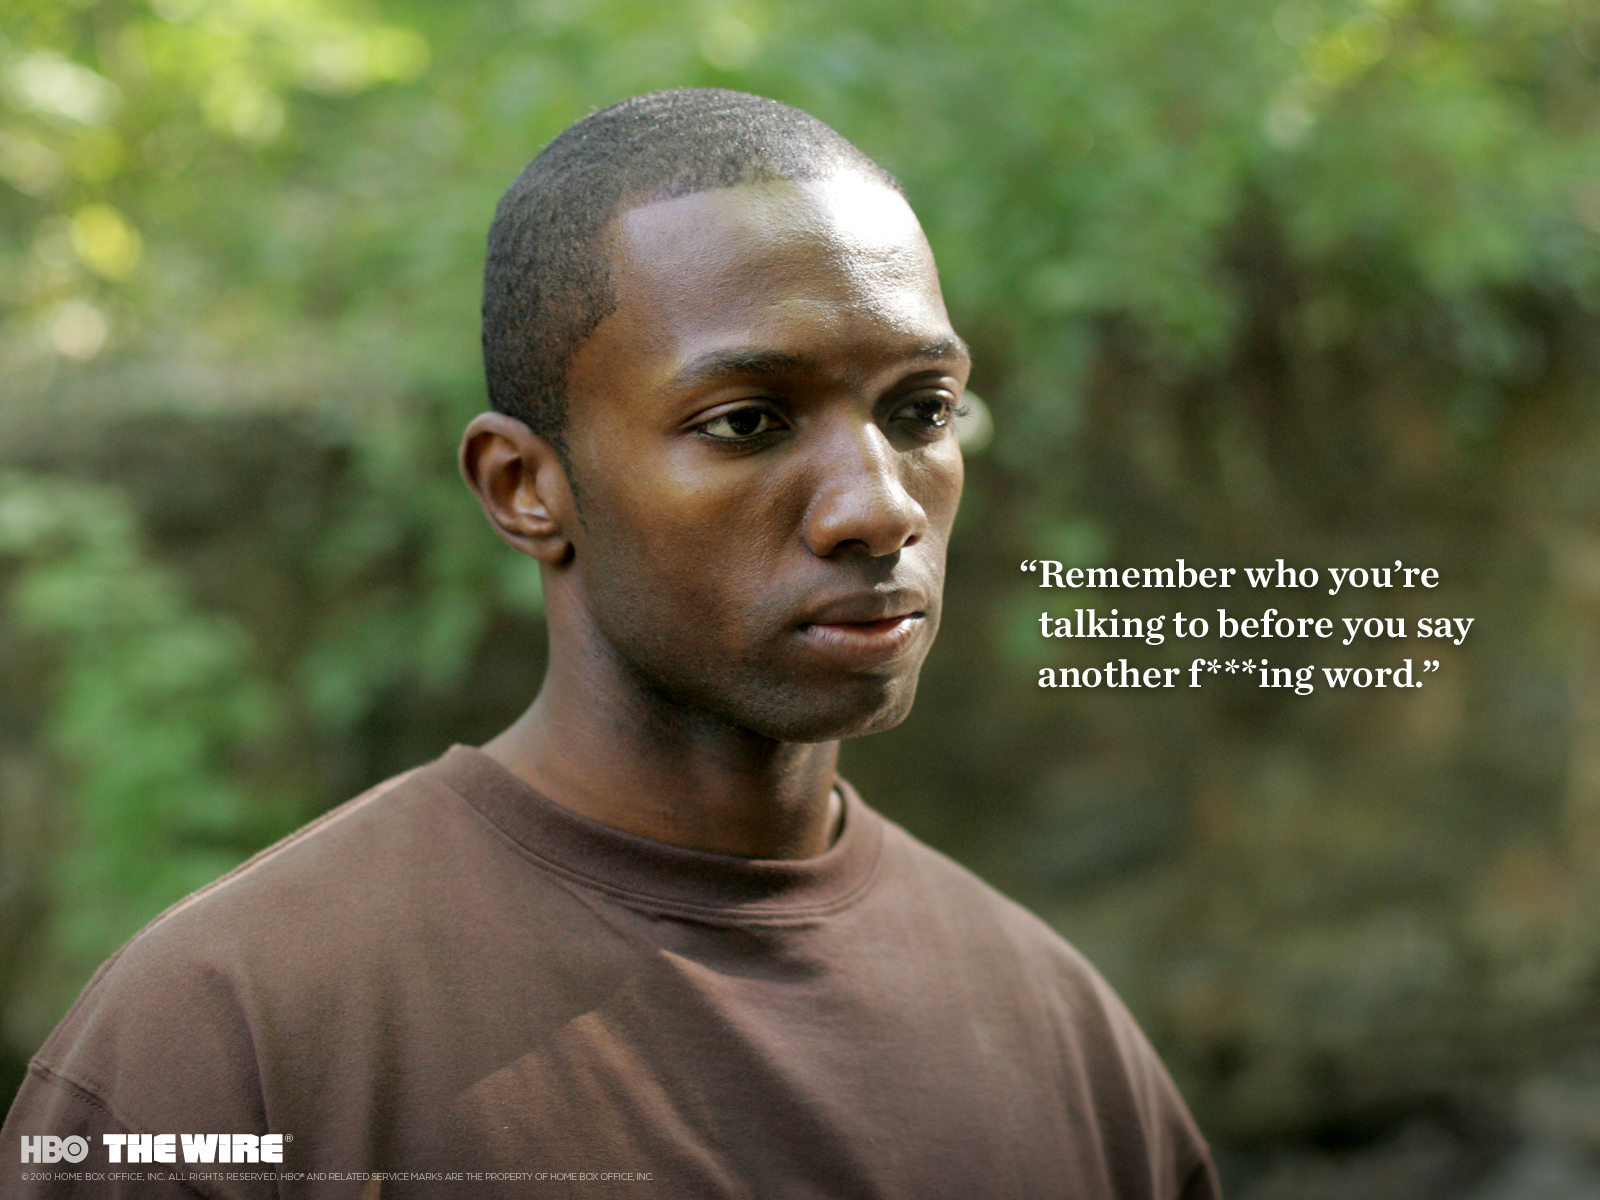 “Remember who you’re
talking to before you say
another f***ing word.”
HBO® THE WIRE®
© 2010 HOME BOX OFFICE, INC. ALL RIGHTS RESERVED. HBO® AND RELATED SERVICE MARKS ARE THE PROPERTY OF HOME BOX OFFICE, INC.